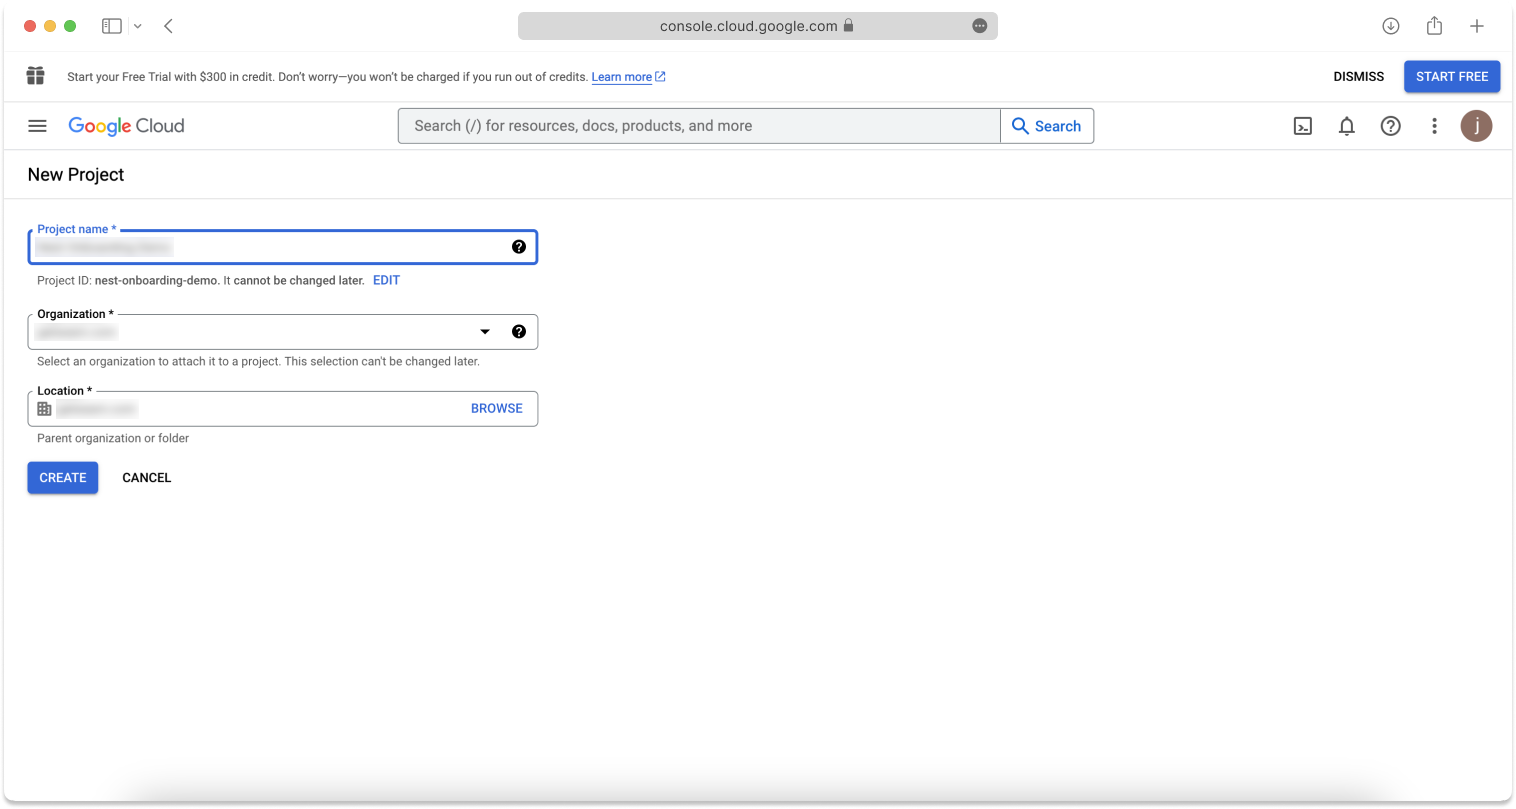 console.cloud.google.com
Start your Free Trial with $300 in credit. Don’t worry—you won’t be charged if you run out of credits. Learn more
DISMISS
START FREE
Google Cloud
Search (/) for resources, docs, products, and more
Search
j
New Project
Project name *
Project ID: nest-onboarding-demo. It cannot be changed later. EDIT
Organization *
Select an organization to attach it to a project. This selection can't be changed later.
Location *
BROWSE
Parent organization or folder
CREATE
CANCEL